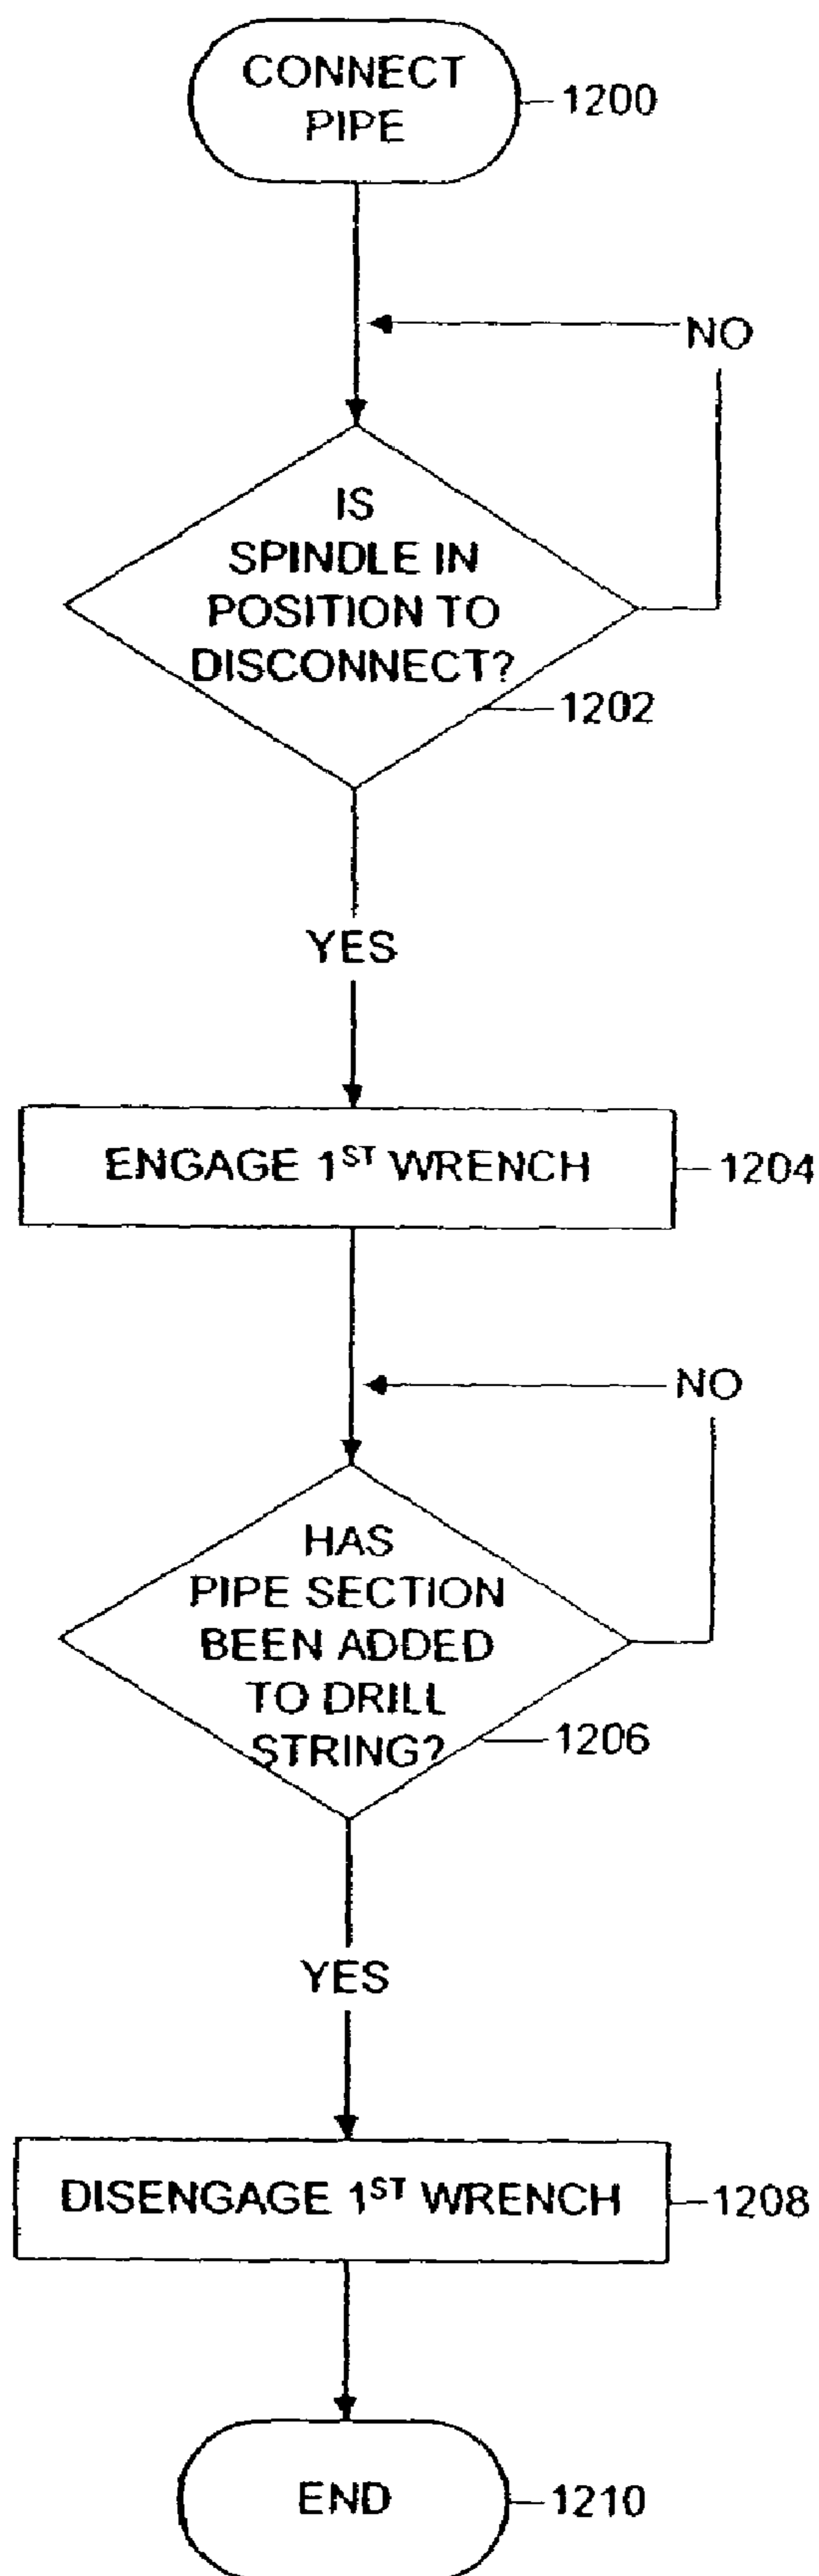 CONNECT
PIPE
1200
NO
IS
SPINDLE IN
POSITION TO
DISCONNECT?
1202
YES
ENGAGE 1ST WRENCH
1204
NO
HAS
PIPE SECTION
BEEN ADDED
TO DRILL
STRING?
1206
YES
DISENGAGE 1ST WRENCH
1208
END
1210